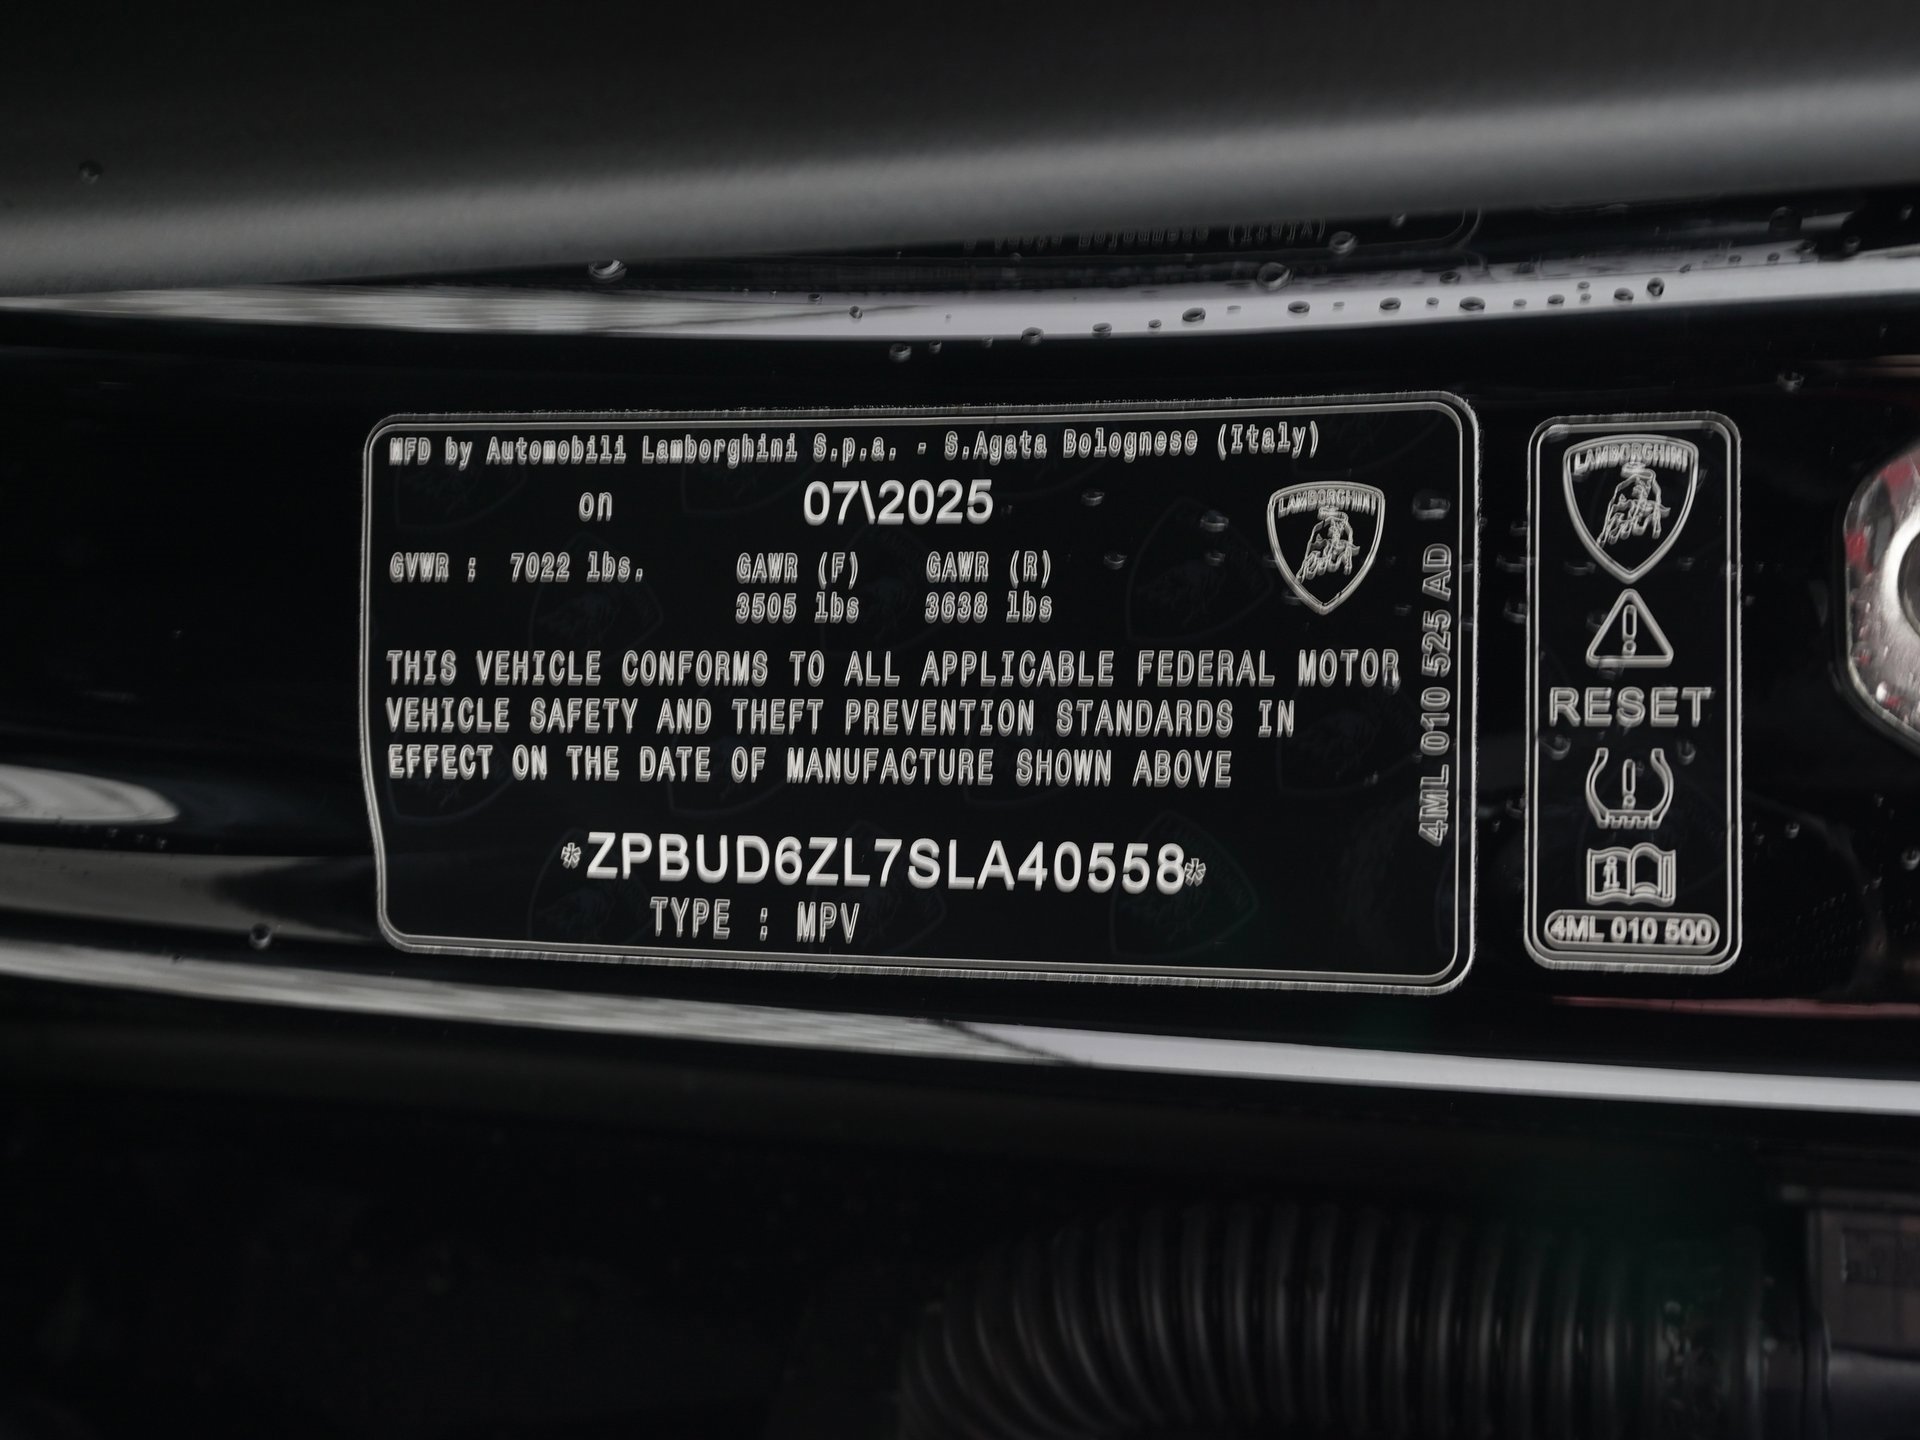 MFD by Automobili Lamborghini S.p.a. - S.Agata Bolognese (Italy)
on 07\2025
GVWR : 7022 lbs. GAWR (F) GAWR (R)
3505 lbs 3638 lbs
THIS VEHICLE CONFORMS TO ALL APPLICABLE FEDERAL MOTOR
VEHICLE SAFETY AND THEFT PREVENTION STANDARDS IN
EFFECT ON THE DATE OF MANUFACTURE SHOWN ABOVE
*ZPBUD6ZL7SLA40558*
TYPE : MPV
LAMBORGHINI
4ML 010 525 AD
LAMBORGHINI
RESET
4ML 010 500